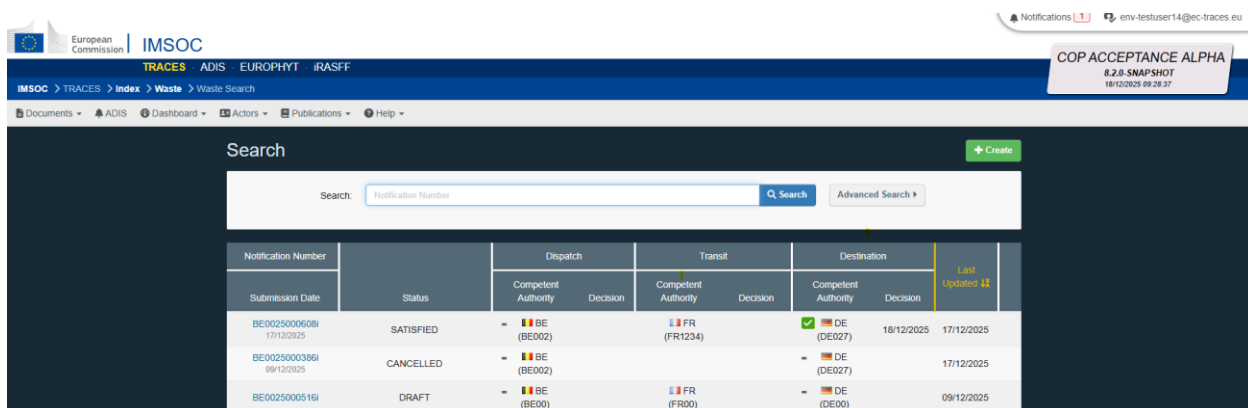 Notifications 1 env-testuser14@ec-traces.eu
European
Commission
IMSOC
TRACES ADIS EUROPHYT iRASFF
COP ACCEPTANCE ALPHA
8.2.0-SNAPSHOT
18/12/2025 09:28:37
IMSOC > TRACES > Index > Waste > Waste Search
Documents ADIS Dashboard Actors Publications Help
Search
+ Create
Search: Notification Number Search Advanced Search
Notification Number Dispatch Transit Destination
Last
Updated
Submission Date Status Competent
Authority Decision Competent
Authority Decision Competent
Authority Decision
BE0025000608i
17/12/2025
SATISFIED - BE
(BE002)
FR
(FR1234)
DE
(DE027)
18/12/2025 17/12/2025
BE0025000386i
09/12/2025
CANCELLED - BE
(BE002)
- DE
(DE027)
17/12/2025
BE0025000516i DRAFT - BE
(BE00)
FR
(FR00)
- DE
(DE00)
09/12/2025